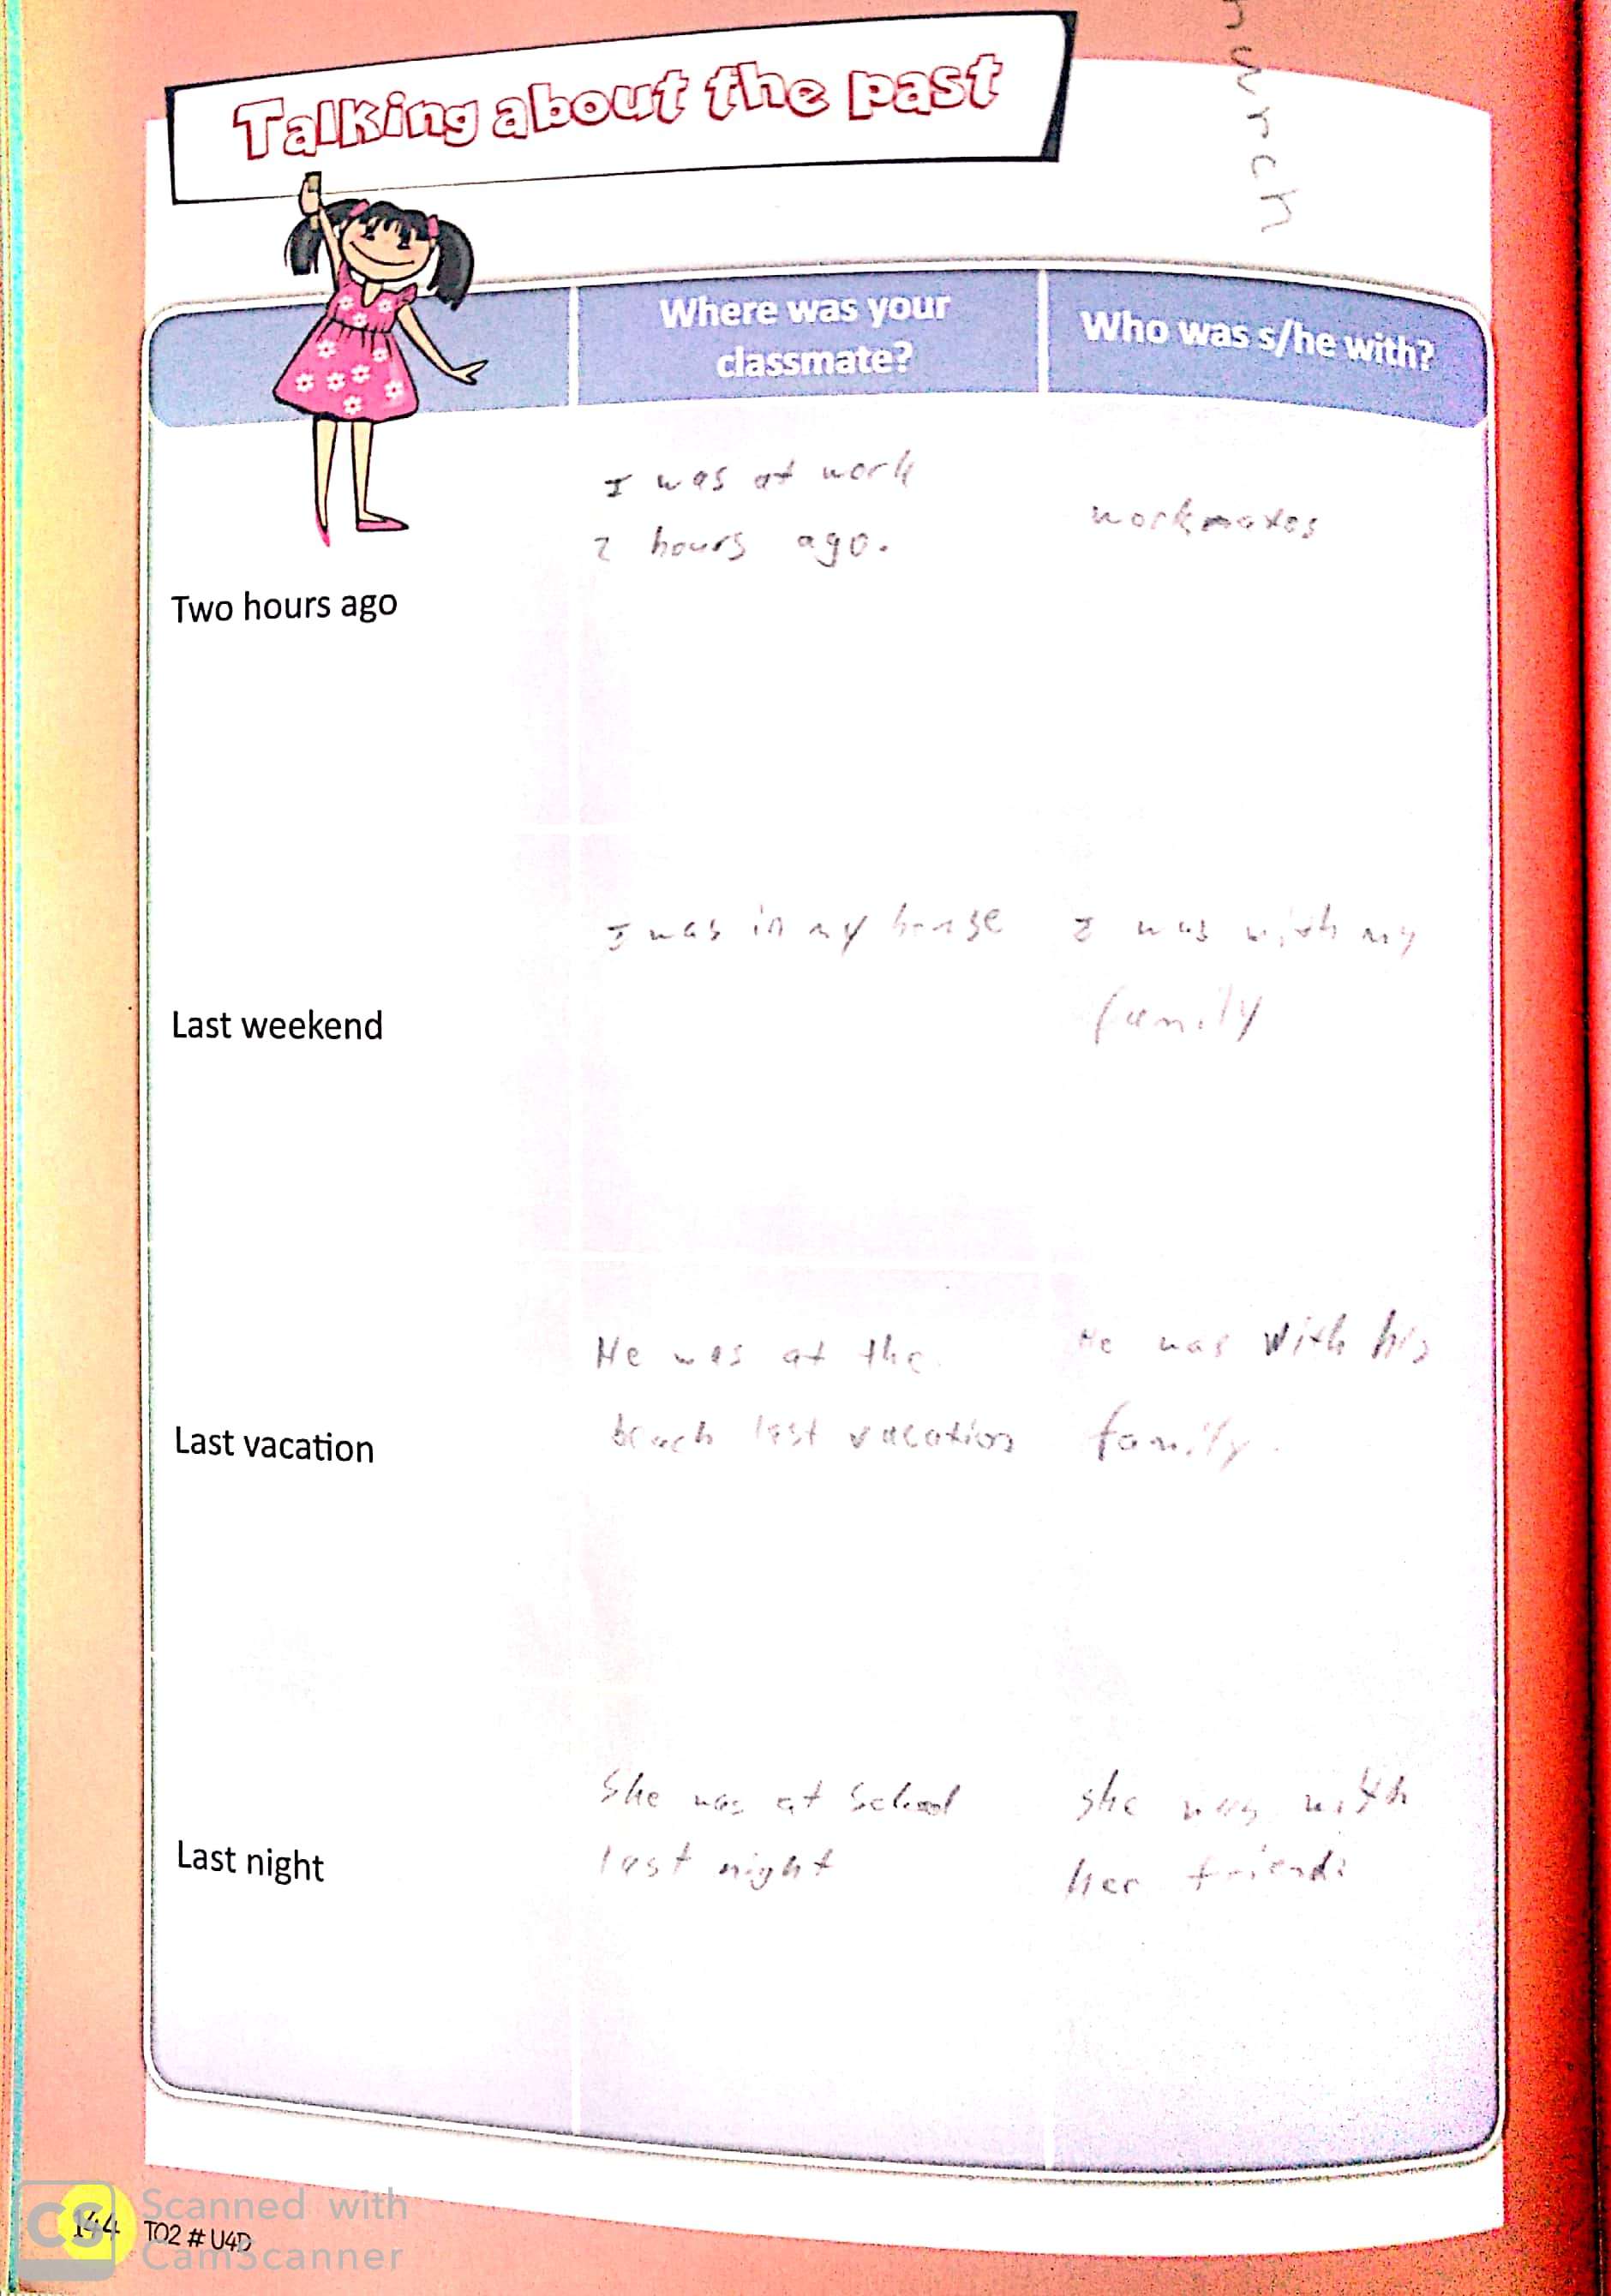 Talking about the past
Where was your
classmate?
Who was s/he with?
I was at work
2 hours ago.
workmates
Two hours ago
I was in my house
I was with my
family
Last weekend
He was at the
beach last vacation
He was with his
family.
Last vacation
She was at School
last night
she was with
her friends
Last night
144 TO2 # U4D
CS
Scanned with
CamScanner